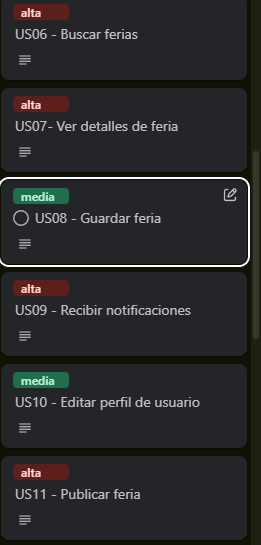 alta
US06 - Buscar ferias
alta
US07- Ver detalles de feria
media
US08 - Guardar feria
alta
US09 - Recibir notificaciones
media
US10 - Editar perfil de usuario
alta
US11 - Publicar feria